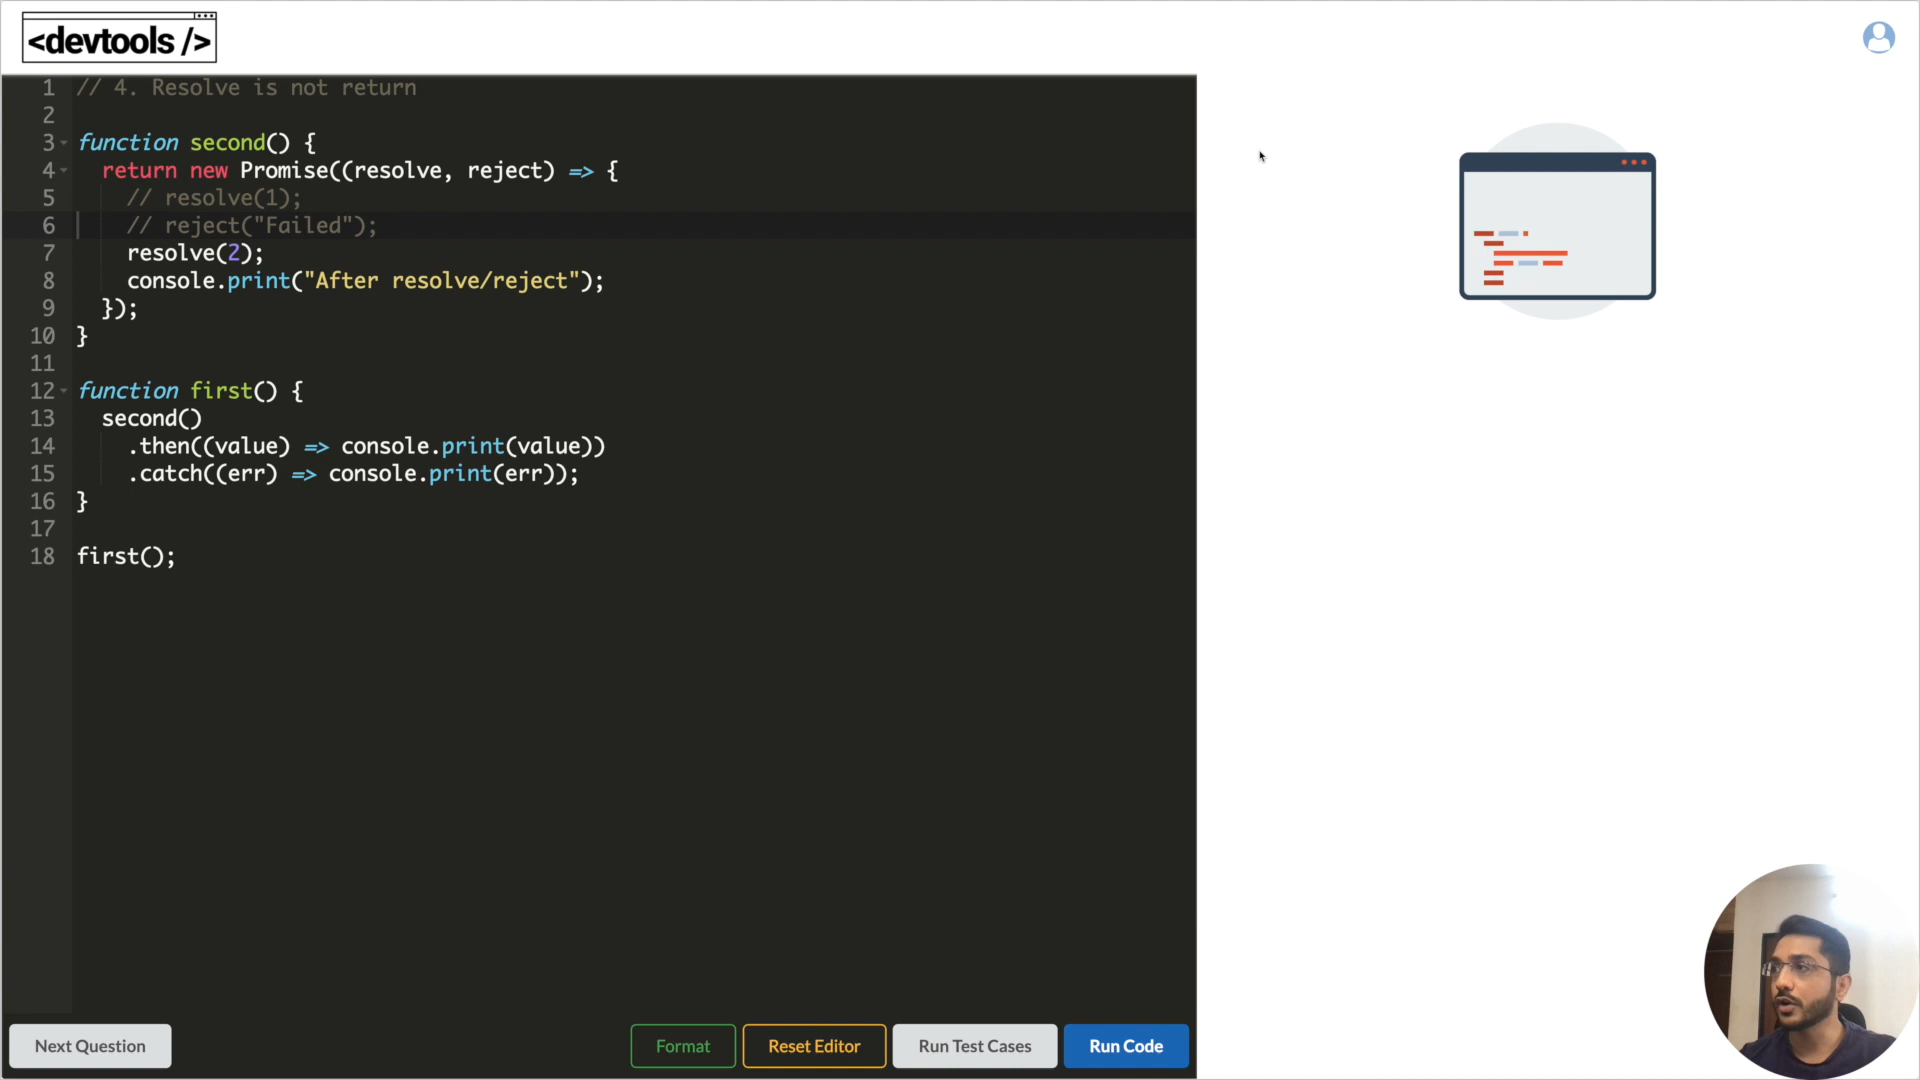 <devtools />
1 // 4. Resolve is not return
2
3 function second() {
4 return new Promise((resolve, reject) => {
5 // resolve(1);
6 // reject("Failed");
7 resolve(2);
8 console.print("After resolve/reject");
9 });
10 }
11
12 function first() {
13 second()
14 .then((value) => console.print(value))
15 .catch((err) => console.print(err));
16 }
17
18 first();
Next Question
Format
Reset Editor
Run Test Cases
Run Code